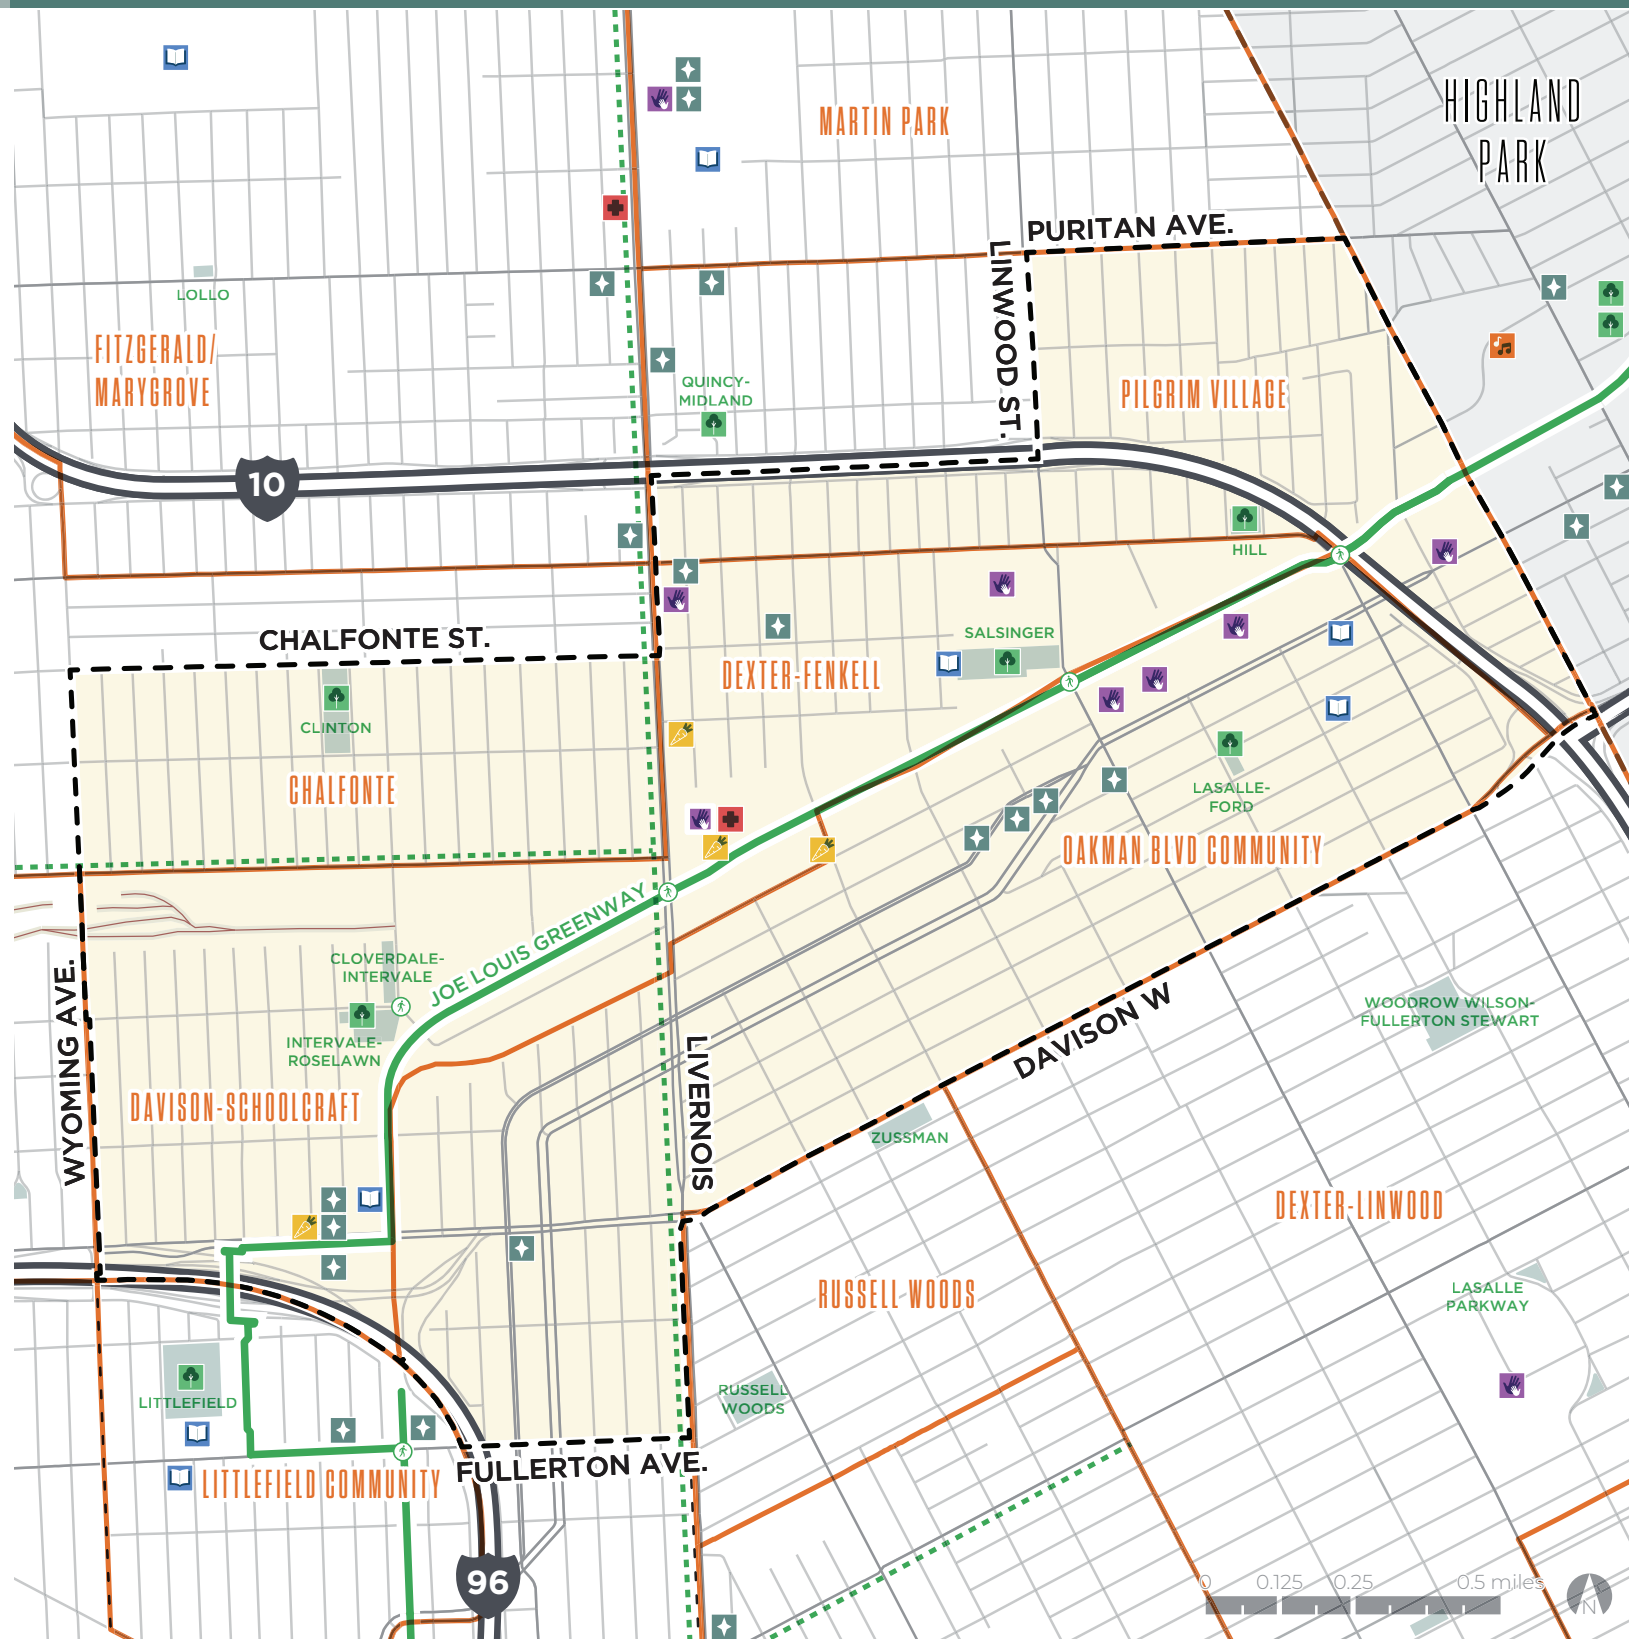 HIGHLAND
PARK
MARTIN PARK
PURITAN AVE.
LINWOOD ST.
LOLLO
FITZGERALD/
MARYGROVE
QUINCY-
MIDLAND
PILGRIM VILLAGE
10
HILL
CHALFONTE ST.
SALSINGER
DEXTER-FENKELL
CLINTON
CHALFONTE
LASALLE-
FORD
OAKMAN BLVD COMMUNITY
JOE LOUIS GREENWAY
CLOVERDALE-
INTERVALE
WYOMING AVE.
INTERVALE-
ROSELAWN
WOODROW WILSON-
FULLERTON STEWART
DAVISON W
LIVERNOIS
DAVISON-SCHOOLCRAFT
ZUSSMAN
DEXTER-LINWOOD
RUSSELL WOODS
LASALLE
PARKWAY
LITTLEFIELD
RUSSELL
WOODS
FULLERTON AVE.
LITTLEFIELD COMMUNITY
96
0 0.125 0.25 0.5 miles
N